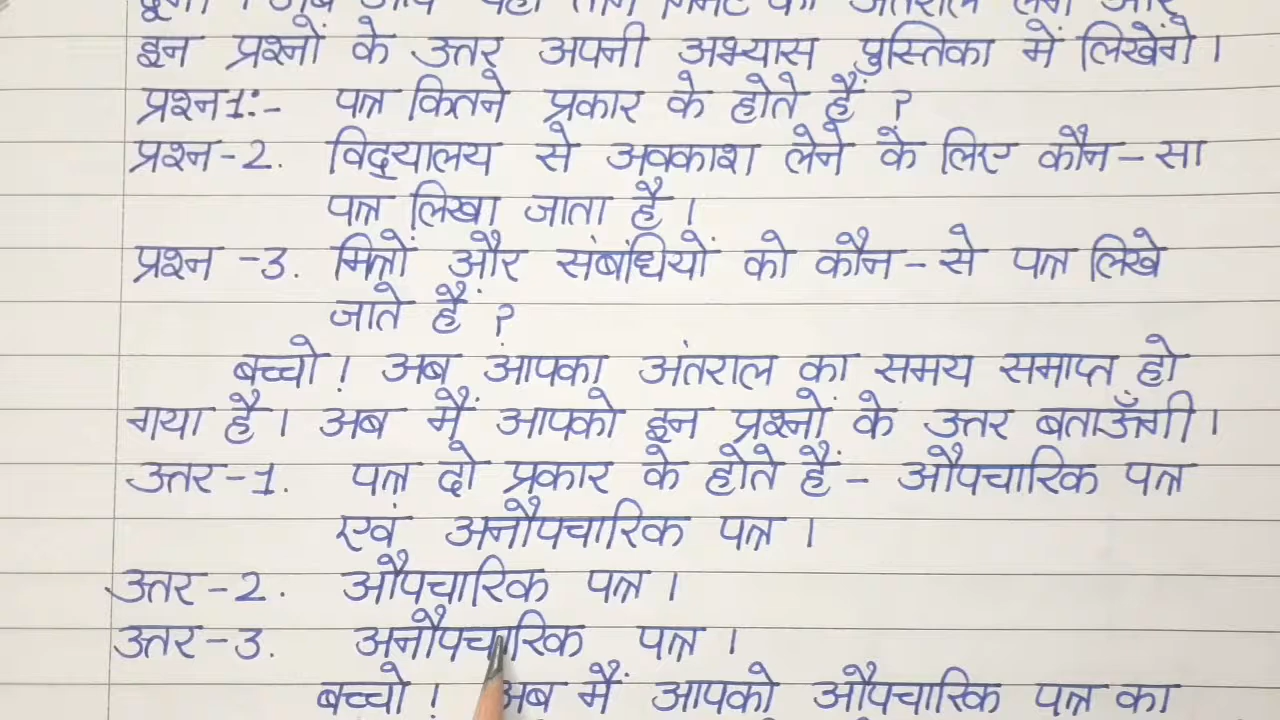 इन प्रश्नों के उत्तर अपनी अभ्यास पुस्तिका में लिखेंगे।
प्रश्न1:- पत्र कितने प्रकार के होते हैं ?
प्रश्न-2. विद्यालय से अवकाश लेने के लिए कौन-सा
पत्र लिखा जाता है।
प्रश्न -3. मित्रों और संबंधियों को कौन-से पत्र लिखे
जाते हैं ?
बच्चो! अब आपका अंतराल का समय समाप्त हो
गया है। अब मैं आपको इन प्रश्नों के उत्तर बताऊँगी।
उत्तर-1. पत्र दो प्रकार के होते हैं- औपचारिक पत्र
एवं अनौपचारिक पत्र।
उत्तर-2. औपचारिक पत्र।
उत्तर-3. अनौपचारिक पत्र।
बच्चो! अब मैं आपको औपचारिक पत्र का